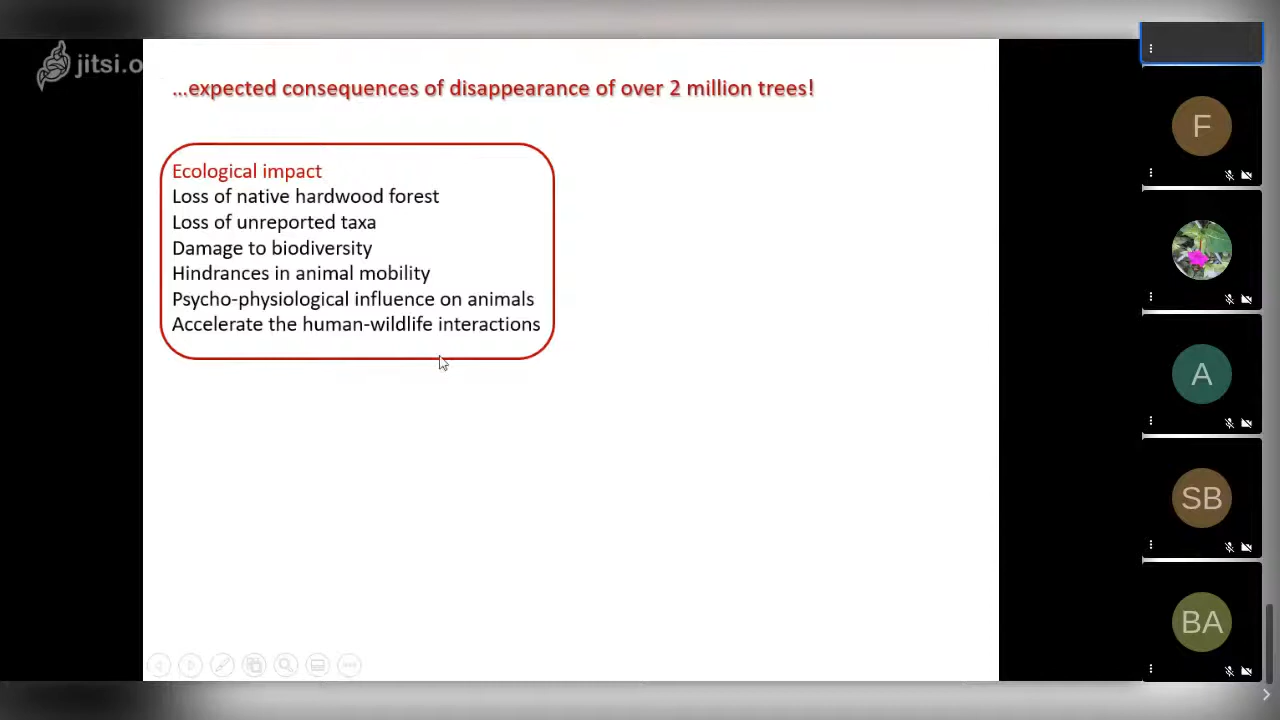 jitsi.o
...expected consequences of disappearance of over 2 million trees!
Ecological impact
Loss of native hardwood forest
Loss of unreported taxa
Damage to biodiversity
Hindrances in animal mobility
Psycho-physiological influence on animals
Accelerate the human-wildlife interactions
F
A
SB
BA